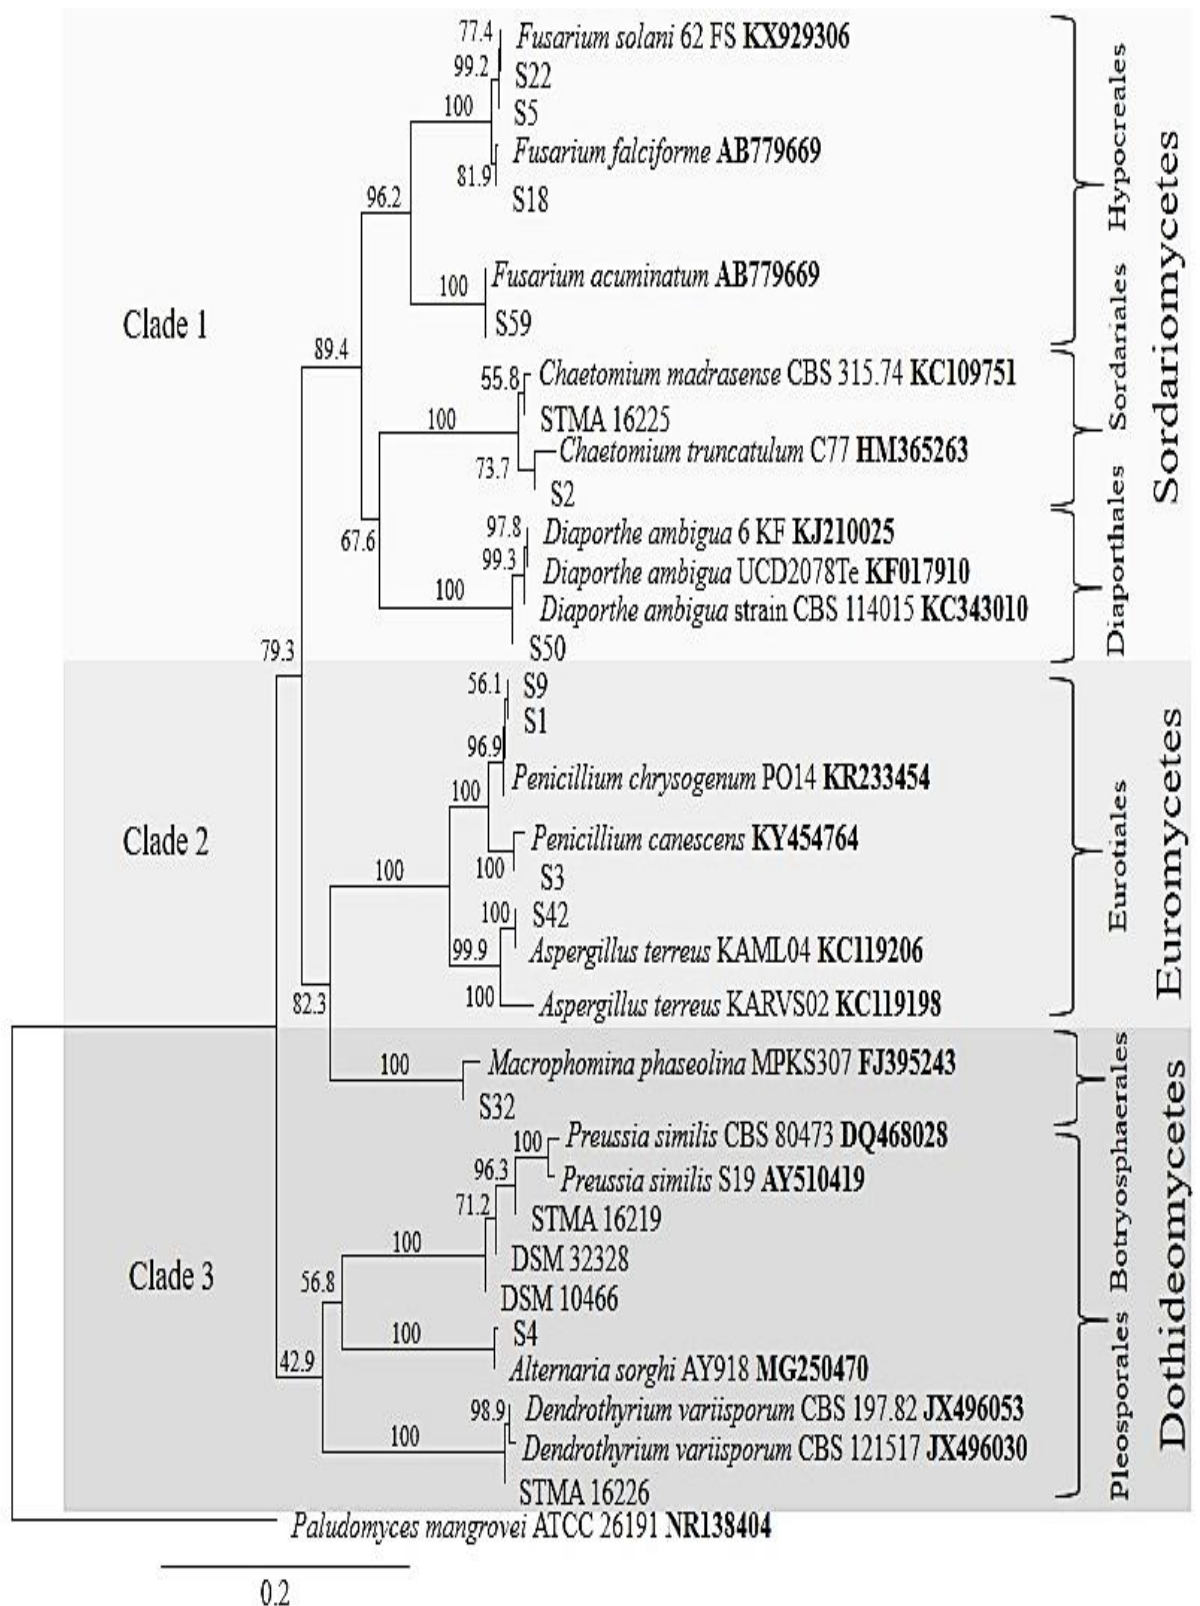 77.4
Fusarium solani 62 FS KX929306
99.2
S22
100
S5
Fusarium falciforme AB779669
81.9
S18
96.2
Hypocreales
Fusarium acuminatum AB779669
100
S59
Clade 1
89.4
55.8
Chaetomium madrasense CBS 315.74 KC109751
100
STMA 16225
Chaetomium truncatulum C77 HM365263
73.7
S2
Sordariales
Sordariomycetes
67.6
97.8
Diaporthe ambigua 6 KF KJ210025
99.3
Diaporthe ambigua UCD2078Te KF017910
100
Diaporthe ambigua strain CBS 114015 KC343010
S50
Diaporthales
79.3
56.1
S9
S1
96.9
Penicillium chrysogenum PO14 KR233454
100
Clade 2
Penicillium canescens KY454764
100
S3
100
100
S42
99.9
Aspergillus terreus KAML04 KC119206
100
Aspergillus terreus KARVS02 KC119198
82.3
Eurotiales
Euromycetes
100
Macrophomina phaseolina MPKS307 FJ395243
S32
Botryosphaerales
100
Preussia similis CBS 80473 DQ468028
96.3
Preussia similis S19 AY510419
71.2
STMA 16219
100
DSM 32328
Clade 3
56.8
DSM 10466
100
S4
42.9
Alternaria sorghi AY918 MG250470
98.9
Dendrothyrium variisporum CBS 197.82 JX496053
100
Dendrothyrium variisporum CBS 121517 JX496030
STMA 16226
Pleosporales
Dothideomycetes
Paludomyces mangrovei ATCC 26191 NR138404
0.2